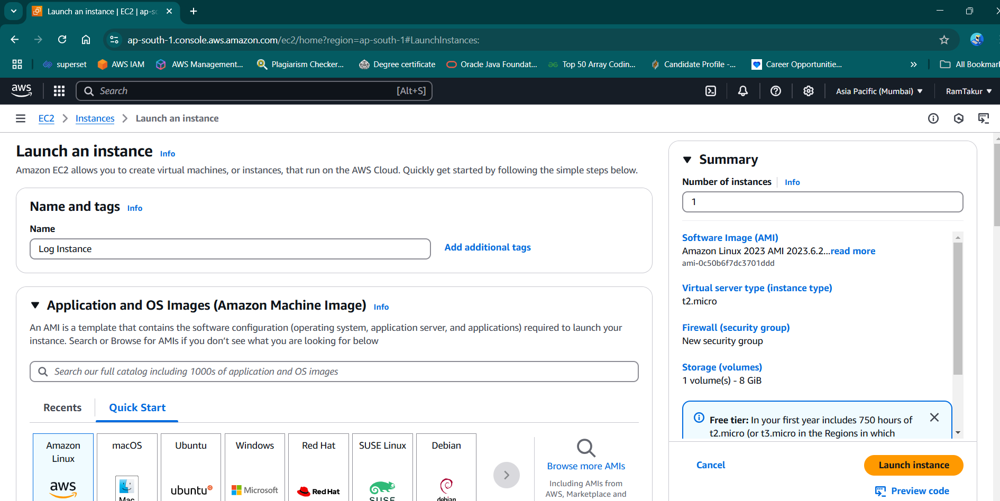 Launch an instance | EC2 | ap-so
ap-south-1.console.aws.amazon.com/ec2/home?region=ap-south-1#LaunchInstances:
superset
AWS IAM
AWS Management...
Plagiarism Checker...
Degree certificate
Oracle Java Foundat...
Top 50 Array Codin...
Candidate Profile -...
Career Opportunitie...
»
All Bookmar
aws
Search
[Alt+S]
Asia Pacific (Mumbai)
RamTakur
EC2
Instances
Launch an instance
Launch an instance Info
Amazon EC2 allows you to create virtual machines, or instances, that run on the AWS Cloud. Quickly get started by following the simple steps below.
Name and tags Info
Name
Log Instance
Add additional tags
Application and OS Images (Amazon Machine Image) Info
An AMI is a template that contains the software configuration (operating system, application server, and applications) required to launch your
instance. Search or Browse for AMIs if you don’t see what you are looking for below
Search our full catalog including 1000s of application and OS images
Recents
Quick Start
Amazon
Linux
aws
macOS
Mac
Ubuntu
ubuntu
Windows
Microsoft
Red Hat
Red Hat
SUSE Linux
SUSE
Debian
debian
Browse more AMIs
Including AMIs from
AWS, Marketplace and
Summary
Number of instances Info
1
Software Image (AMI)
Amazon Linux 2023 AMI 2023.6.2...read more
ami-0c50b6f7dc3701ddd
Virtual server type (instance type)
t2.micro
Firewall (security group)
New security group
Storage (volumes)
1 volume(s) - 8 GiB
Free tier: In your first year includes 750 hours of
t2.micro (or t3.micro in the Regions in which
Cancel
Launch instance
Preview code